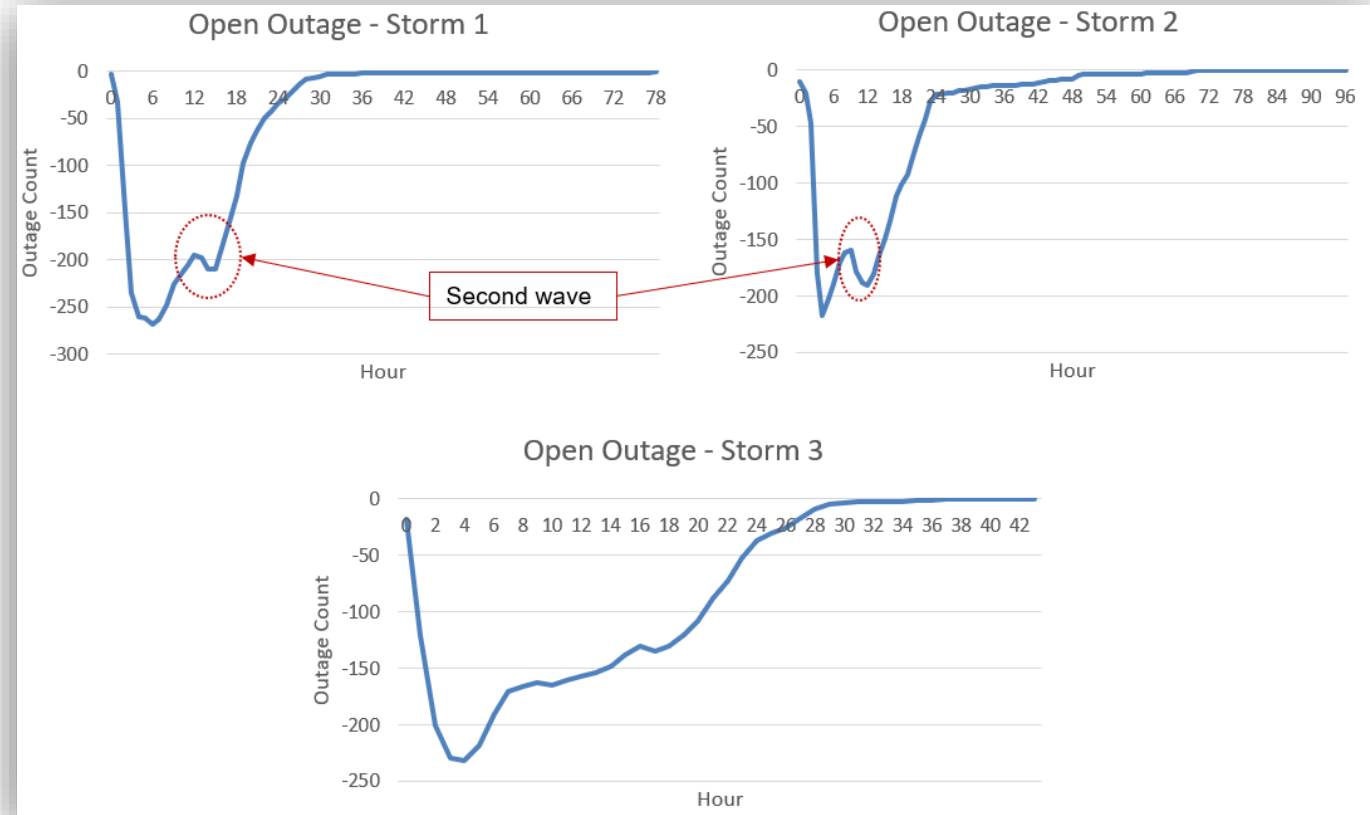 Open Outage - Storm 1
0
-50
-100
-150
-200
-250
-300
0 6 12 18 24 30 36 42 48 54 60 66 72 78
Outage Count
Hour
Open Outage - Storm 2
0
-50
-100
-150
-200
-250
0 6 12 18 24 30 36 42 48 54 60 66 72 78 84 90 96
Outage Count
Hour
Second wave
Open Outage - Storm 3
0
-50
-100
-150
-200
-250
0 2 4 6 8 10 12 14 16 18 20 22 24 26 28 30 32 34 36 38 40 42
Outage Count
Hour